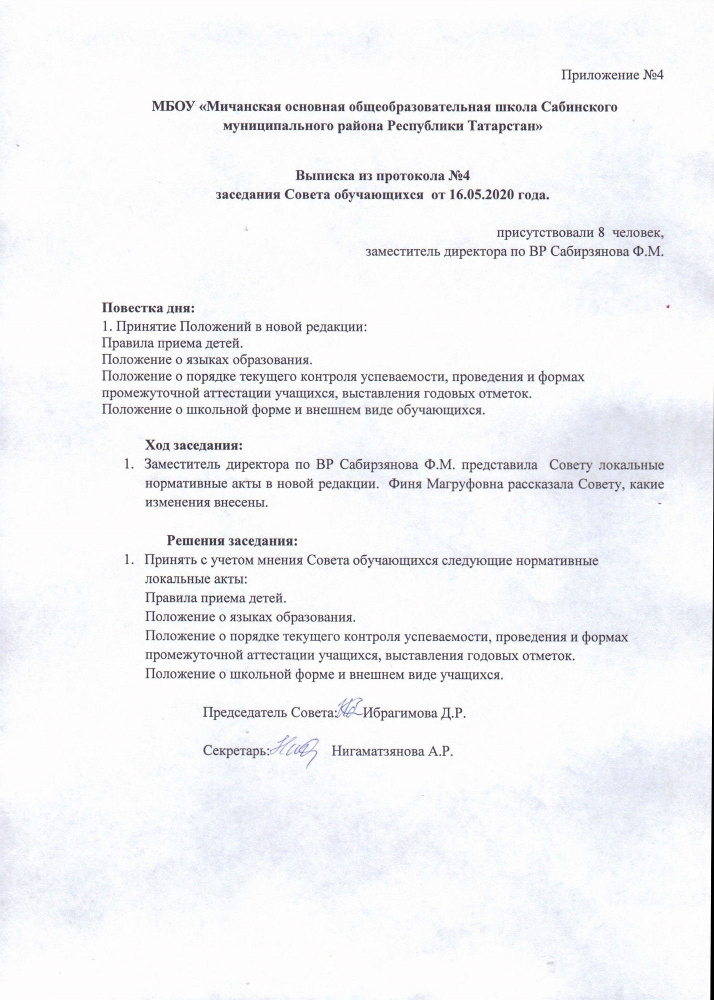 Приложение №4
МБОУ «Мичанская основная общеобразовательная школа Сабинского
муниципального района Республики Татарстан»
Выписка из протокола №4
заседания Совета обучающихся от 16.05.2020 года.
присутствовали 8 человек,
заместитель директора по ВР Сабирзянова Ф.М.
Повестка дня:
1. Принятие Положений в новой редакции:
Правила приема детей.
Положение о языках образования.
Положение о порядке текущего контроля успеваемости, проведения и формах
промежуточной аттестации учащихся, выставления годовых отметок.
Положение о школьной форме и внешнем виде обучающихся.
Ход заседания:
1. Заместитель директора по ВР Сабирзянова Ф.М. представила Совету локальные
нормативные акты в новой редакции. Финя Магруфовна рассказала Совету, какие
изменения внесены.
Решения заседания:
1. Принять с учетом мнения Совета обучающихся следующие нормативные
локальные акты:
Правила приема детей.
Положение о языках образования.
Положение о порядке текущего контроля успеваемости, проведения и формах
промежуточной аттестации учащихся, выставления годовых отметок.
Положение о школьной форме и внешнем виде учащихся.
Председатель Совета: Ибрагимова Д.Р.
Секретарь: Нигаматзянова А.Р.